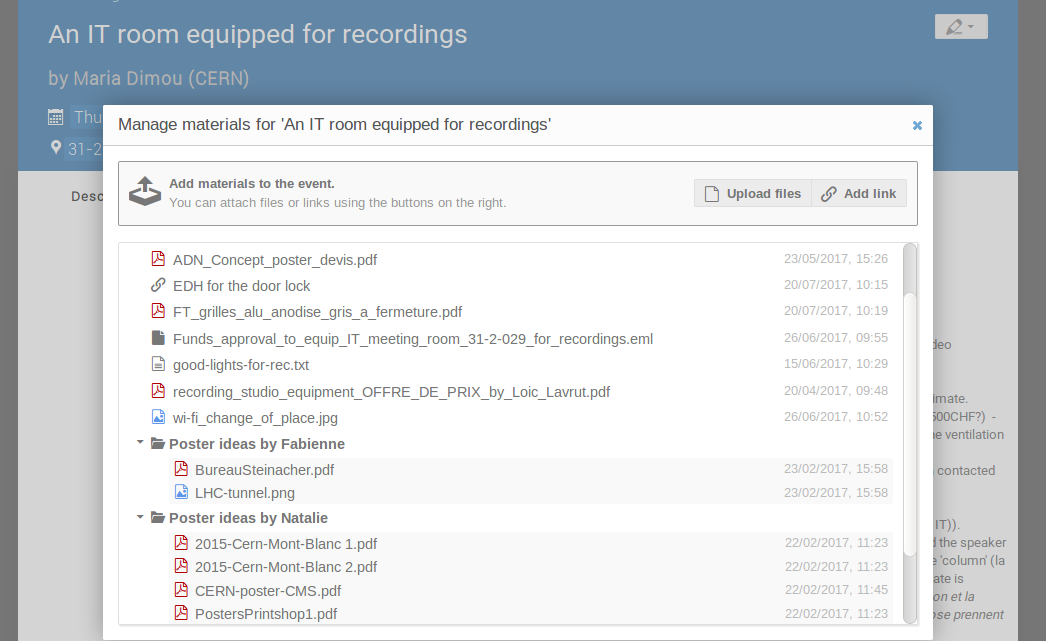 An IT room equipped for recordings
by Maria Dimou (CERN)
Thu
31-2
Manage materials for 'An IT room equipped for recordings'
Desc
Add materials to the event.
You can attach files or links using the buttons on the right.
Upload files
Add link
ADN_Concept_poster_devis.pdf 23/05/2017, 15:26
EDH for the door lock 20/07/2017, 10:15
FT_grilles_alu_anodise_gris_a_fermeture.pdf 20/07/2017, 10:19
Funds_approval_to_equip_IT_meeting_room_31-2-029_for_recordings.eml 26/06/2017, 09:55
good-lights-for-rec.txt 15/06/2017, 10:29
recording_studio_equipment_OFFRE_DE_PRIX_by_Loic_Lavrut.pdf 20/04/2017, 09:48
wi-fi_change_of_place.jpg 26/06/2017, 10:52
Poster ideas by Fabienne
BureauSteinacher.pdf 23/02/2017, 15:58
LHC-tunnel.png 23/02/2017, 15:58
Poster ideas by Natalie
2015-Cern-Mont-Blanc 1.pdf 22/02/2017, 11:23
2015-Cern-Mont-Blanc 2.pdf 22/02/2017, 11:23
CERN-poster-CMS.pdf 22/02/2017, 11:45
PostersPrintshop1.pdf 22/02/2017, 11:23
deo
imate.
500CHF?) -
ne ventilation
contacted
IT)).
d the speaker
e 'column' (la
ate is
on et la
ose prennent